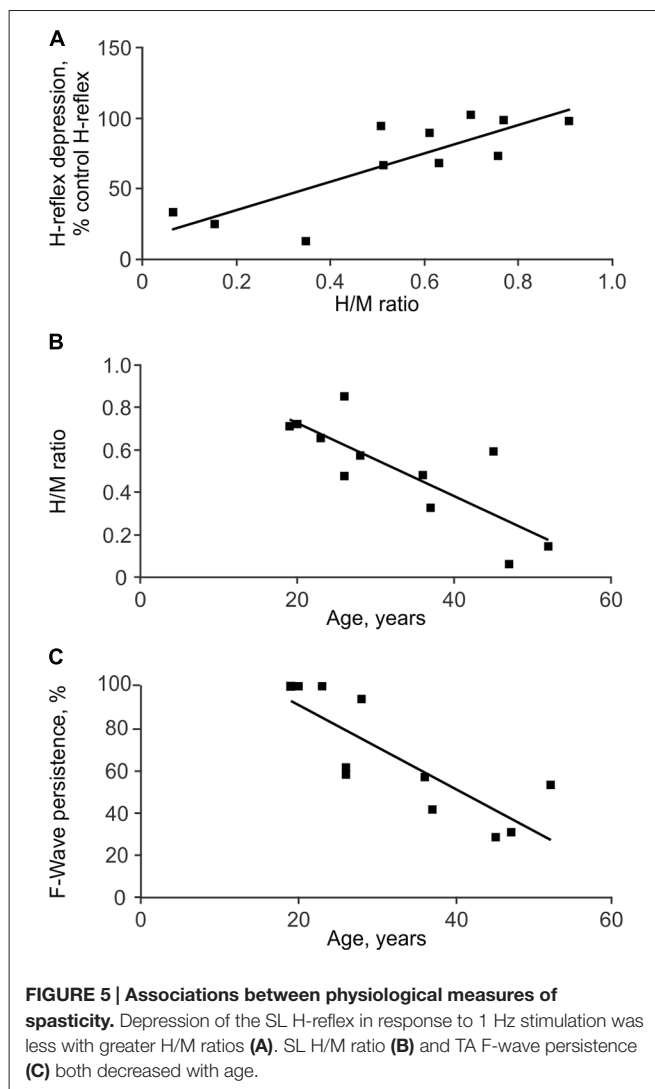 A
H-reflex depression,
% control H-reflex
150
100
50
0
0 0.2 0.4 0.6 0.8 1.0
H/M ratio
B
H/M ratio
1.0
0.8
0.6
0.4
0.2
0
0 20 40 60
Age, years
C
F-Wave persistence, %
100
80
60
40
20
0
0 20 40 60
Age, years
FIGURE 5 | Associations between physiological measures of
spasticity. Depression of the SL H-reflex in response to 1 Hz stimulation was
less with greater H/M ratios (A). SL H/M ratio (B) and TA F-wave persistence
(C) both decreased with age.